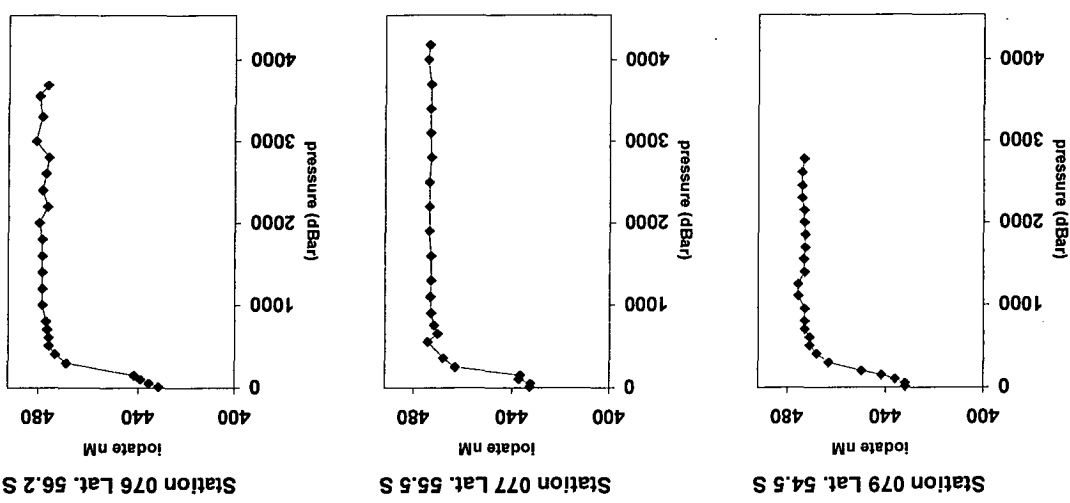 Station 079 Lat. 54.5 S
iodate nM
400 440 480
0
1000
2000
3000
4000
pressure (dBar)
Station 077 Lat. 55.5 S
iodate nM
400 440 480
0
1000
2000
3000
4000
pressure (dBar)
Station 076 Lat. 56.2 S
iodate nM
400 440 480
0
1000
2000
3000
4000
pressure (dBar)